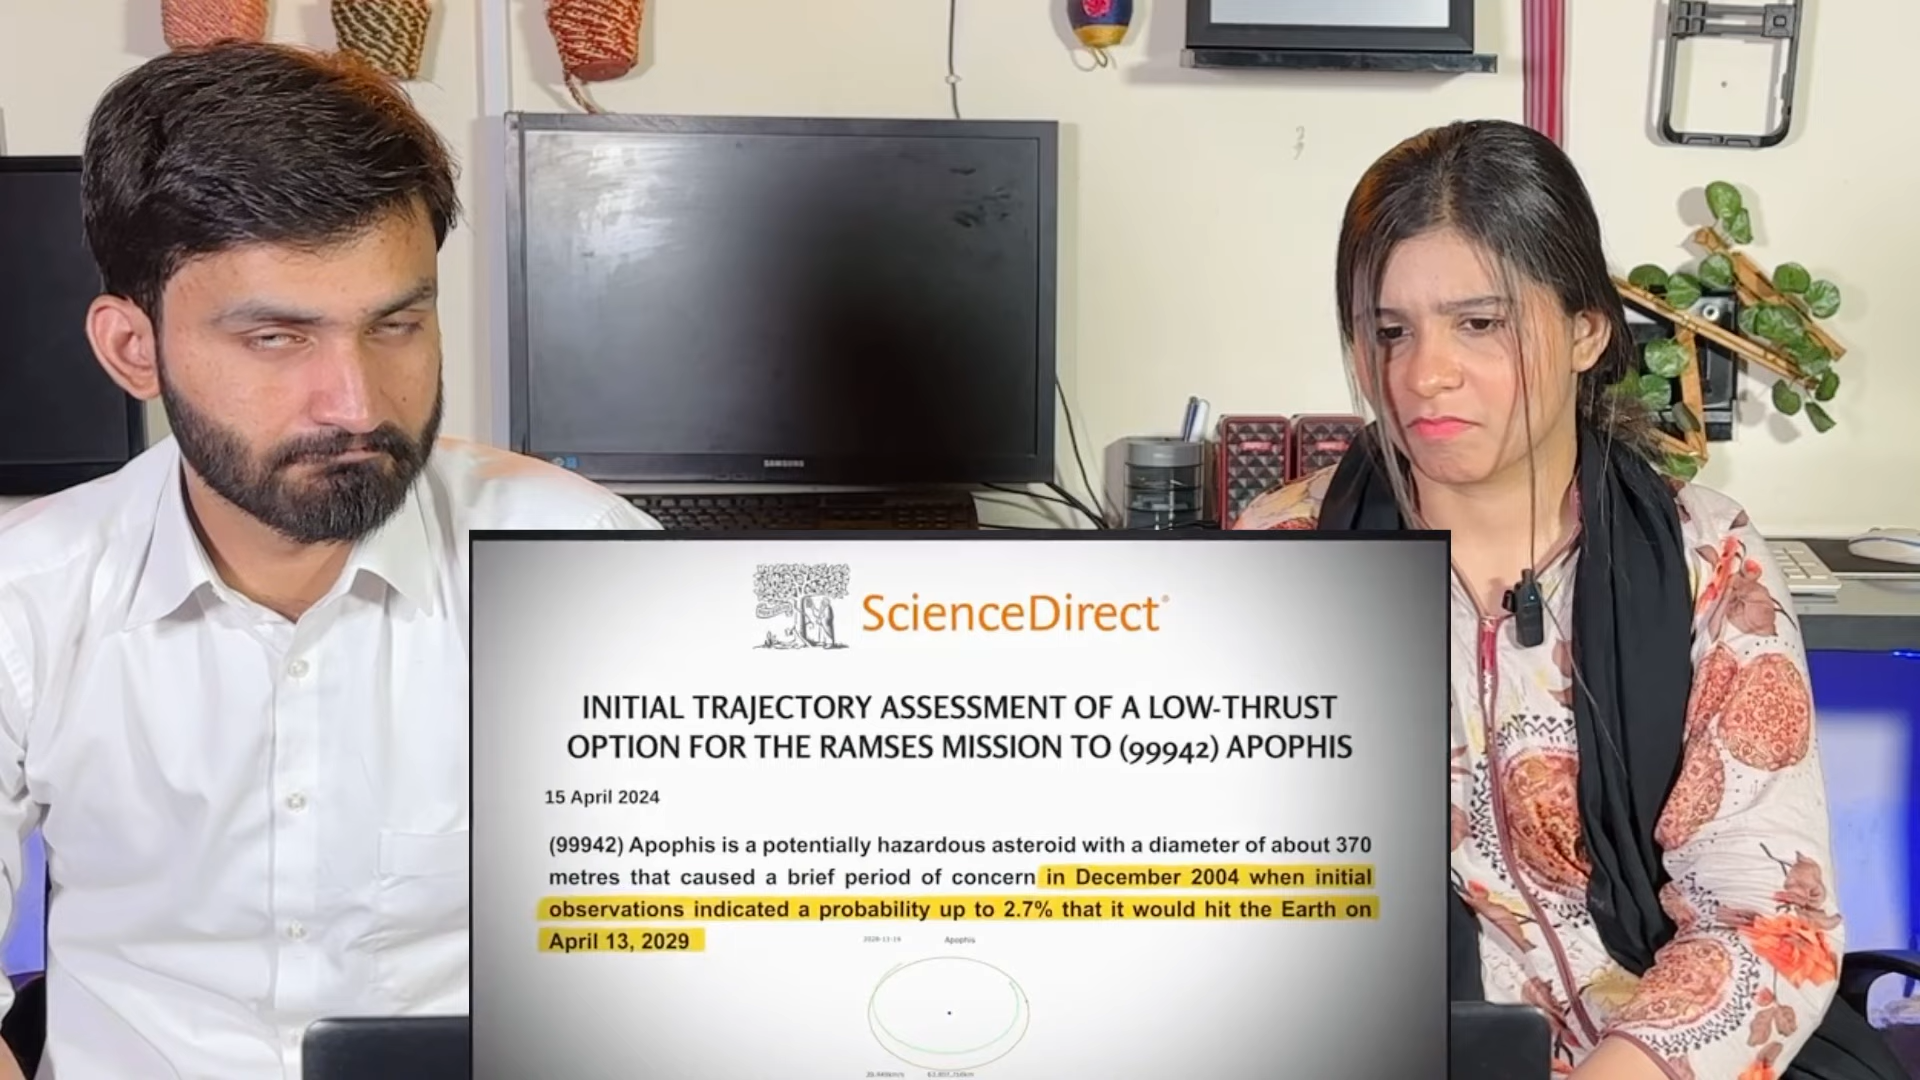 SAMSUNG
ScienceDirect
INITIAL TRAJECTORY ASSESSMENT OF A LOW-THRUST
OPTION FOR THE RAMSES MISSION TO (99942) APOPHIS
15 April 2024
(99942) Apophis is a potentially hazardous asteroid with a diameter of about 370
metres that caused a brief period of concern in December 2004 when initial
observations indicated a probability up to 2.7% that it would hit the Earth on
April 13, 2029
Apophis